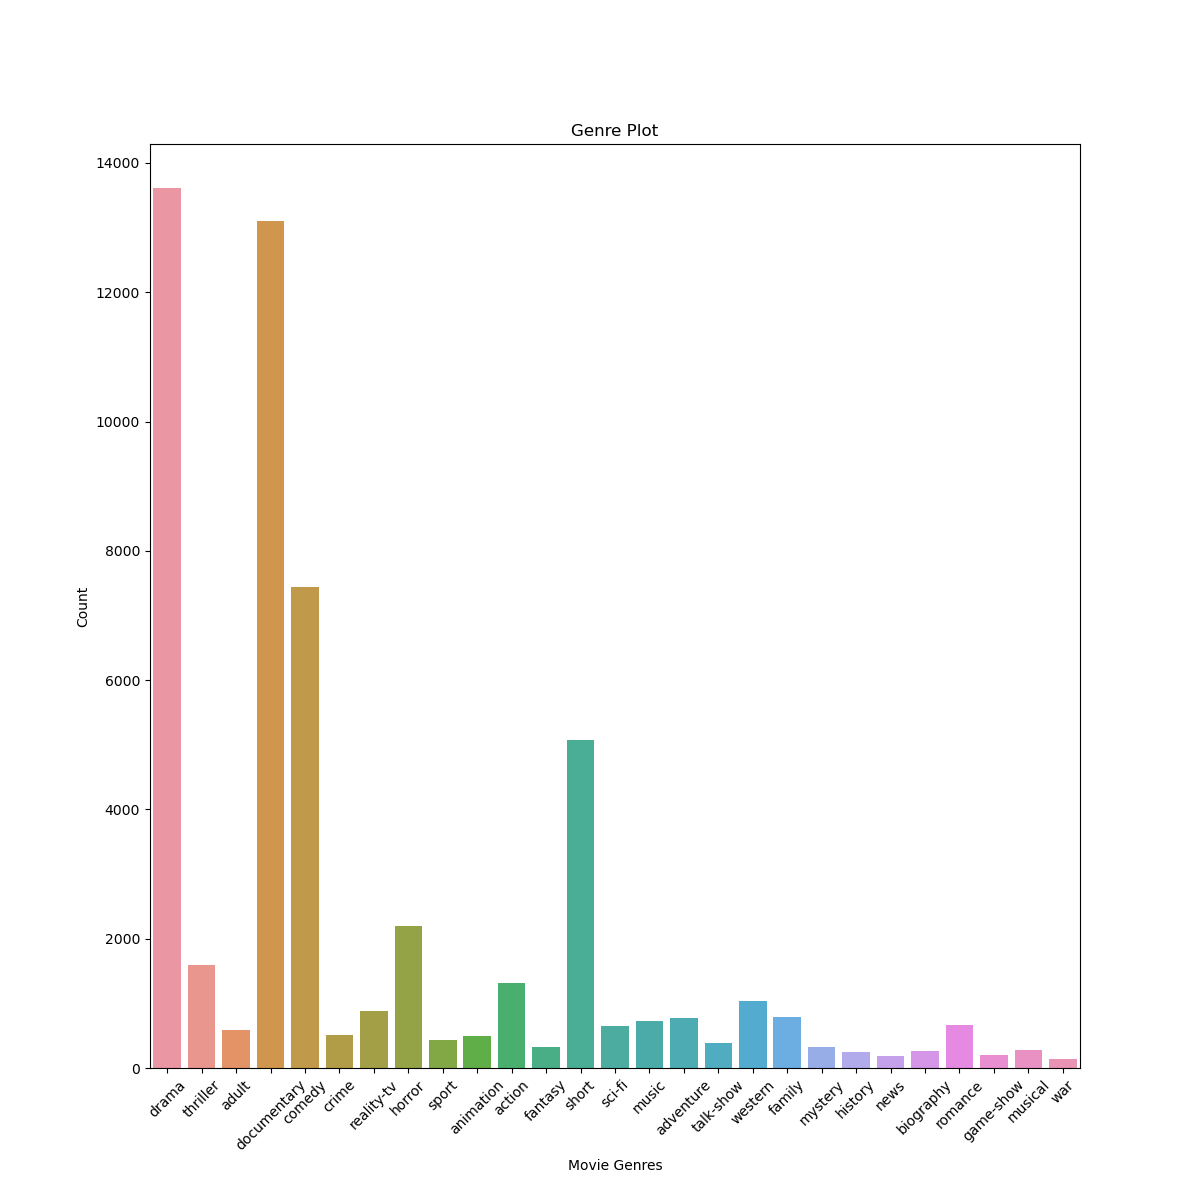 Genre Plot
14000
12000
10000
8000
6000
4000
2000
0
Count
drama
thriller
adult
documentary
comedy
crime
reality-tv
horror
sport
animation
action
fantasy
short
sci-fi
music
adventure
talk-show
western
family
mystery
history
news
biography
romance
game-show
musical
war
Movie Genres